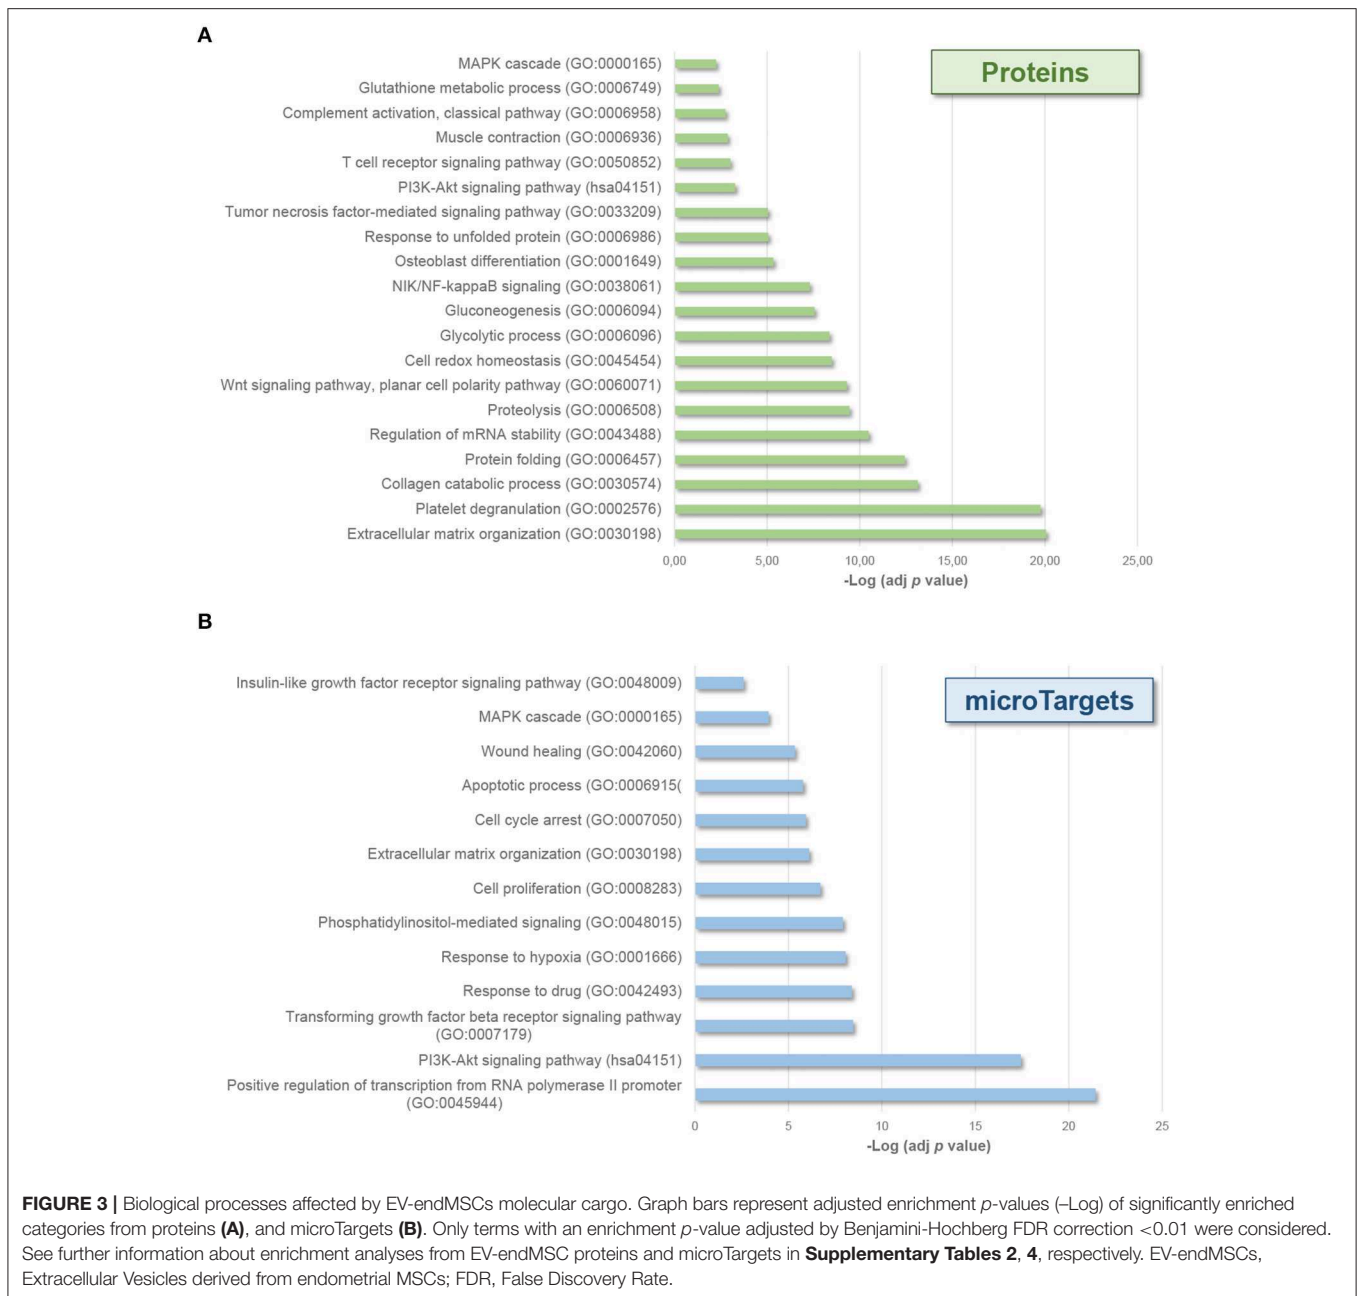 A
Proteins
MAPK cascade (GO:0000165)
Glutathione metabolic process (GO:0006749)
Complement activation, classical pathway (GO:0006958)
Muscle contraction (GO:0006936)
T cell receptor signaling pathway (GO:0050852)
PI3K-Akt signaling pathway (hsa04151)
Tumor necrosis factor-mediated signaling pathway (GO:0033209)
Response to unfolded protein (GO:0006986)
Osteoblast differentiation (GO:0001649)
NIK/NF-kappaB signaling (GO:0038061)
Gluconeogenesis (GO:0006094)
Glycolytic process (GO:0006096)
Cell redox homeostasis (GO:0045454)
Wnt signaling pathway, planar cell polarity pathway (GO:0060071)
Proteolysis (GO:0006508)
Regulation of mRNA stability (GO:0043488)
Protein folding (GO:0006457)
Collagen catabolic process (GO:0030574)
Platelet degranulation (GO:0002576)
Extracellular matrix organization (GO:0030198)
0,00 5,00 10,00 15,00 20,00 25,00
-Log (adj p value)
B
microTargets
Insulin-like growth factor receptor signaling pathway (GO:0048009)
MAPK cascade (GO:0000165)
Wound healing (GO:0042060)
Apoptotic process (GO:0006915(
Cell cycle arrest (GO:0007050)
Extracellular matrix organization (GO:0030198)
Cell proliferation (GO:0008283)
Phosphatidylinositol-mediated signaling (GO:0048015)
Response to hypoxia (GO:0001666)
Response to drug (GO:0042493)
Transforming growth factor beta receptor signaling pathway
(GO:0007179)
PI3K-Akt signaling pathway (hsa04151)
Positive regulation of transcription from RNA polymerase II promoter
(GO:0045944)
0 5 10 15 20 25
-Log (adj p value)
FIGURE 3 | Biological processes affected by EV-endMSCs molecular cargo. Graph bars represent adjusted enrichment p-values (–Log) of significantly enriched
categories from proteins (A), and microTargets (B). Only terms with an enrichment p-value adjusted by Benjamini-Hochberg FDR correction <0.01 were considered.
See further information about enrichment analyses from EV-endMSC proteins and microTargets in Supplementary Tables 2, 4, respectively. EV-endMSCs,
Extracellular Vesicles derived from endometrial MSCs; FDR, False Discovery Rate.